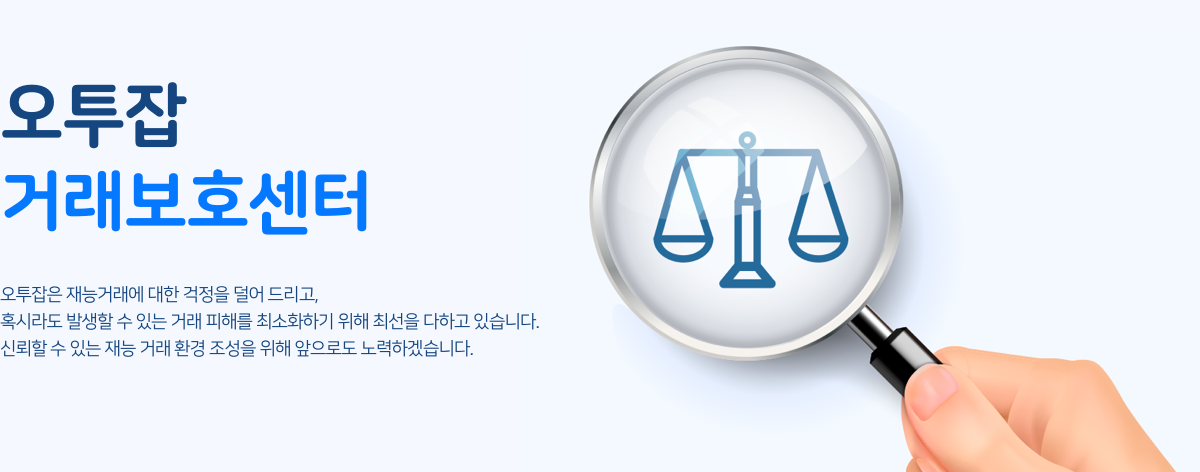 오투잡
거래보호센터
오투잡은 재능거래에 대한 걱정을 덜어 드리고,
혹시라도 발생할 수 있는 거래 피해를 최소화하기 위해 최선을 다하고 있습니다.
신뢰할 수 있는 재능 거래 환경 조성을 위해 앞으로도 노력하겠습니다.